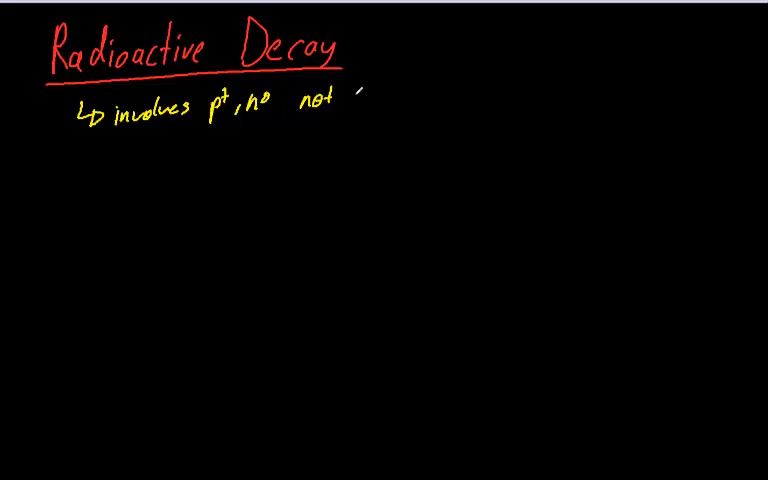 Radioactive Decay
↳ involves p⁺, n⁰ not